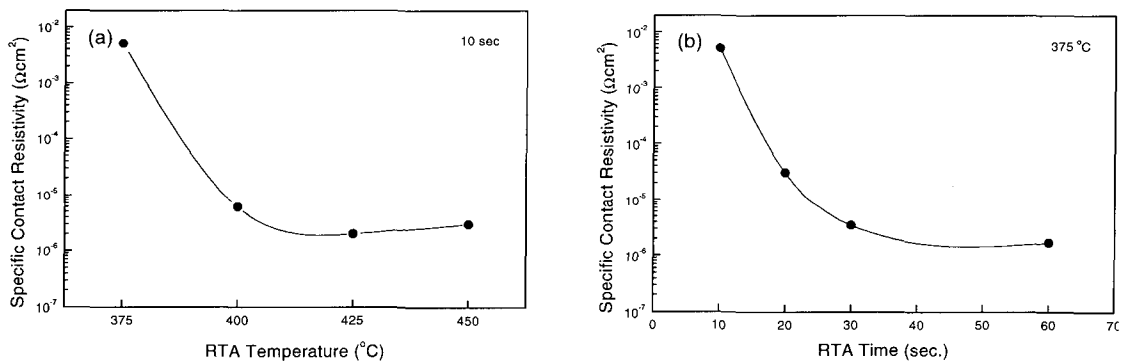 (a)
10 sec
Specific Contact Resistivity (Ωcm²)
10⁻²
10⁻³
10⁻⁴
10⁻⁵
10⁻⁶
10⁻⁷
375 400 425 450
RTA Temperature (°C)
(b)
375 °C
Specific Contact Resistivity (Ωcm²)
10⁻²
10⁻³
10⁻⁴
10⁻⁵
10⁻⁶
10⁻⁷
0 10 20 30 40 50 60 70
RTA Time (sec.)